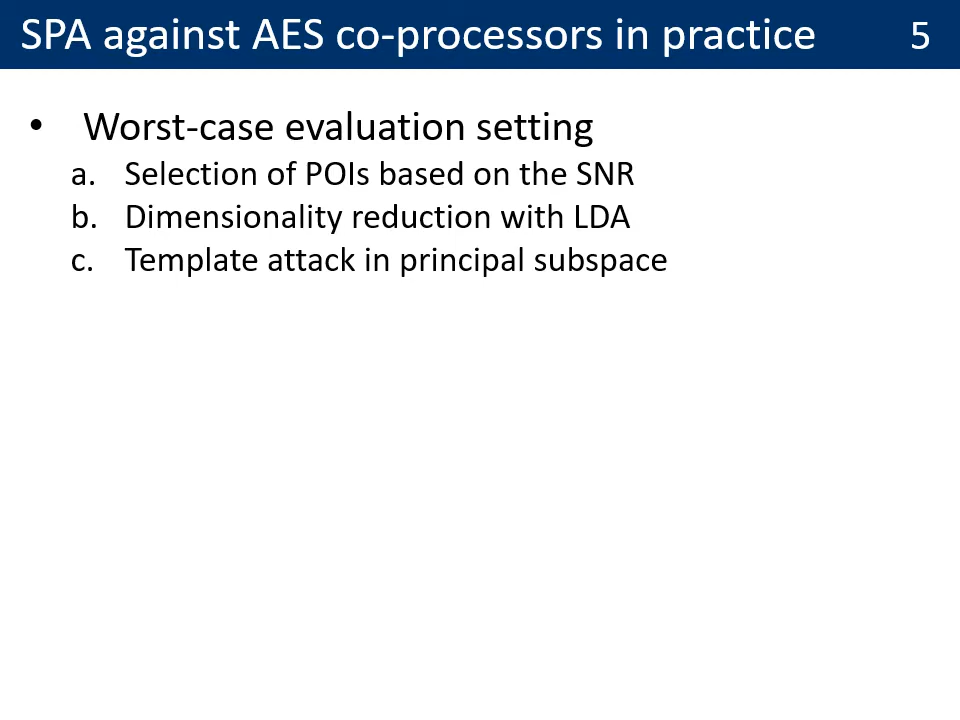 SPA against AES co-processors in practice 5
• Worst-case evaluation setting
a. Selection of POIs based on the SNR
b. Dimensionality reduction with LDA
c. Template attack in principal subspace